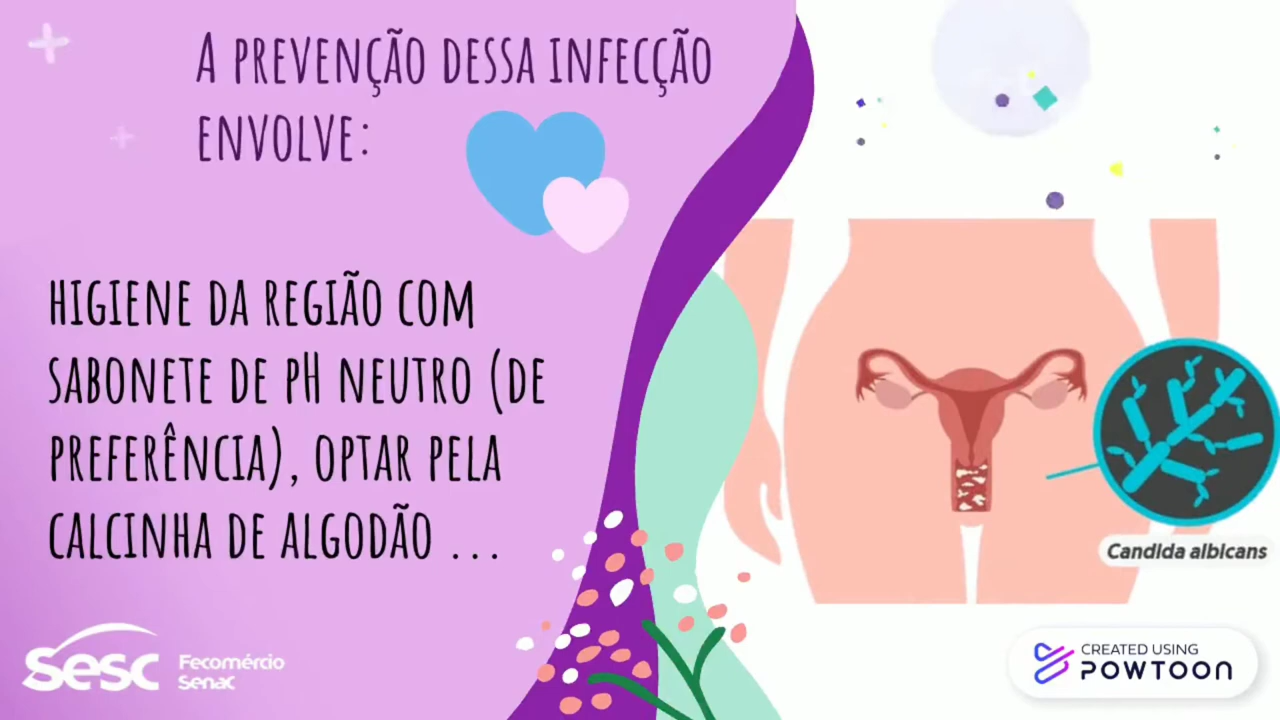 A PREVENÇÃO DESSA INFECÇÃO
ENVOLVE:
HIGIENE DA REGIÃO COM
SABONETE DE pH NEUTRO (DE
PREFERÊNCIA), OPTAR PELA
CALCINHA DE ALGODÃO ...
Candida albicans
Sesc
Fecomércio
Senac
CREATED USING
POWTOON